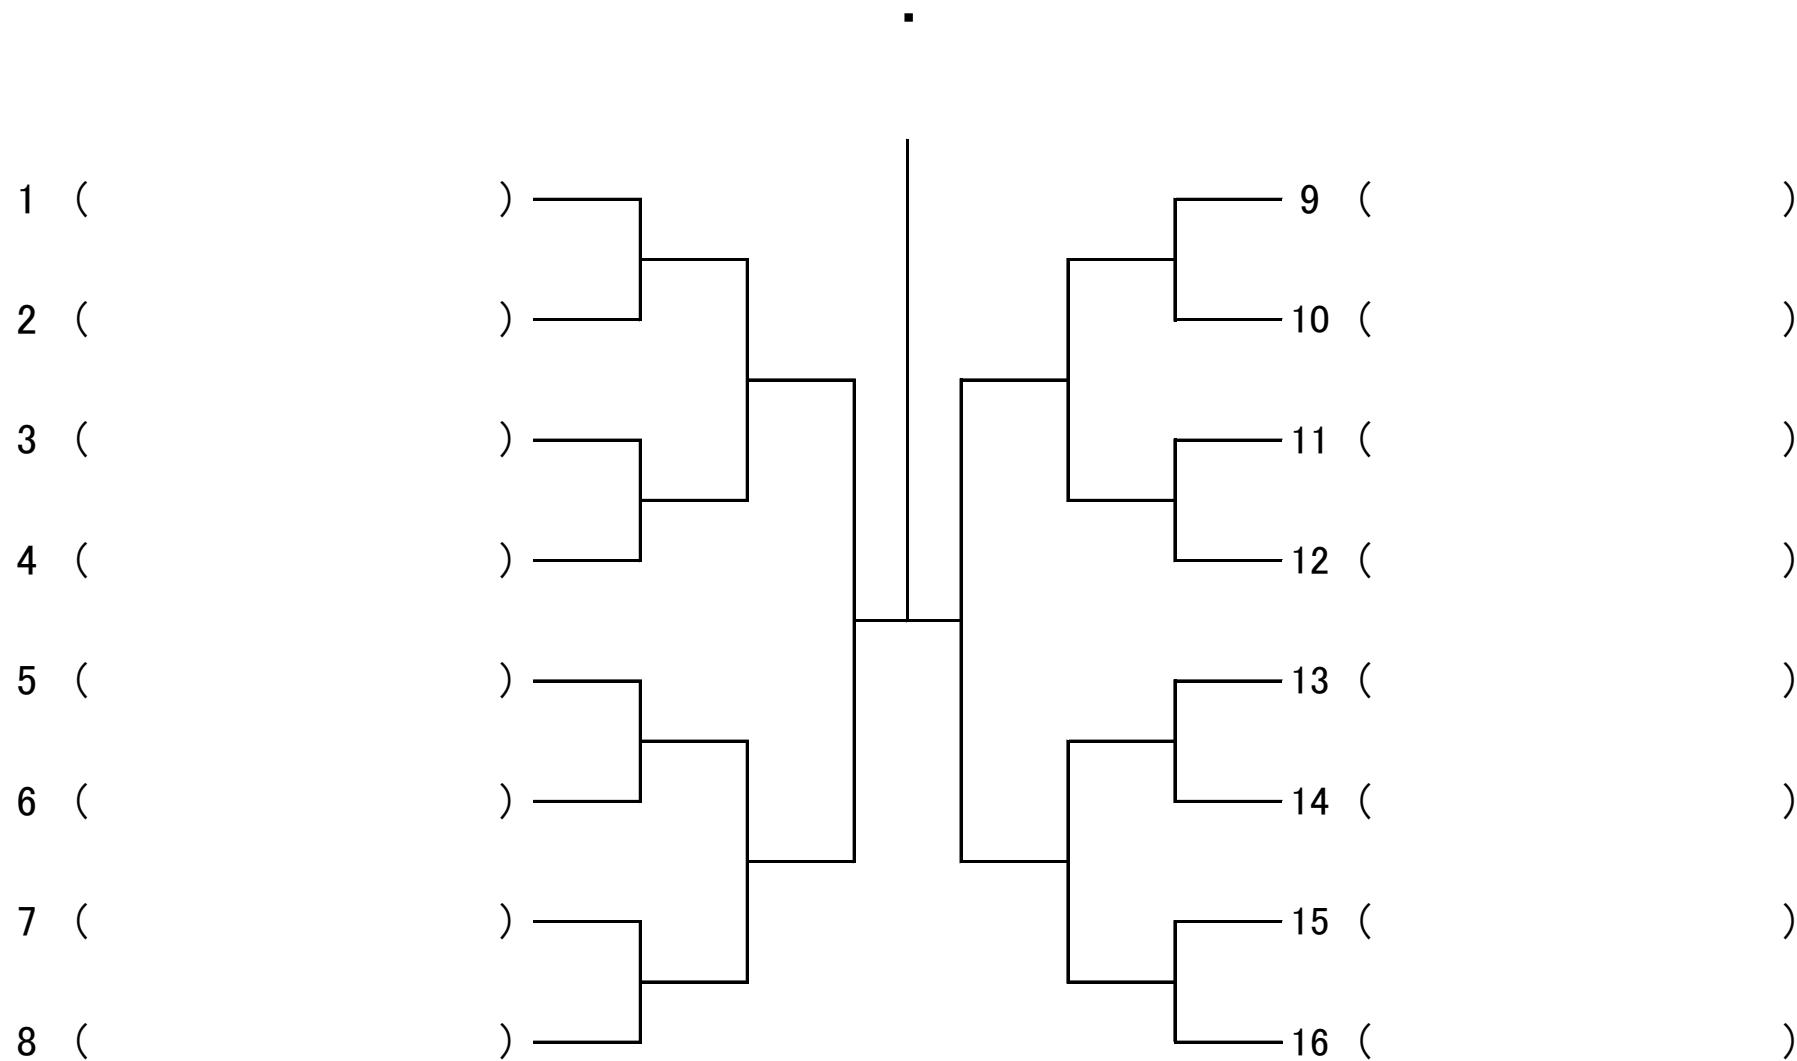 .
1 ( ) 9 ( )
2 ( ) 10 ( )
3 ( ) 11 ( )
4 ( ) 12 ( )
5 ( ) 13 ( )
6 ( ) 14 ( )
7 ( ) 15 ( )
8 ( ) 16 ( )